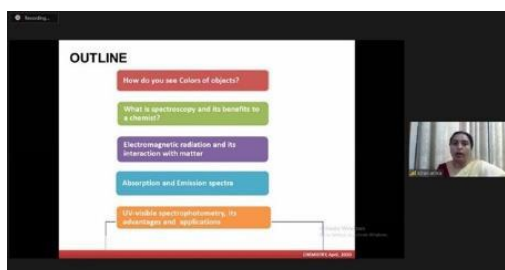 Recording...
OUTLINE
How do you see Colors of objects?
What is spectroscopy and its benefits to
a chemist?
Electromagnetic radiation and its
interaction with matter
Absorption and Emission spectra
UV-visible spectrophotometry, its
advantages and applications